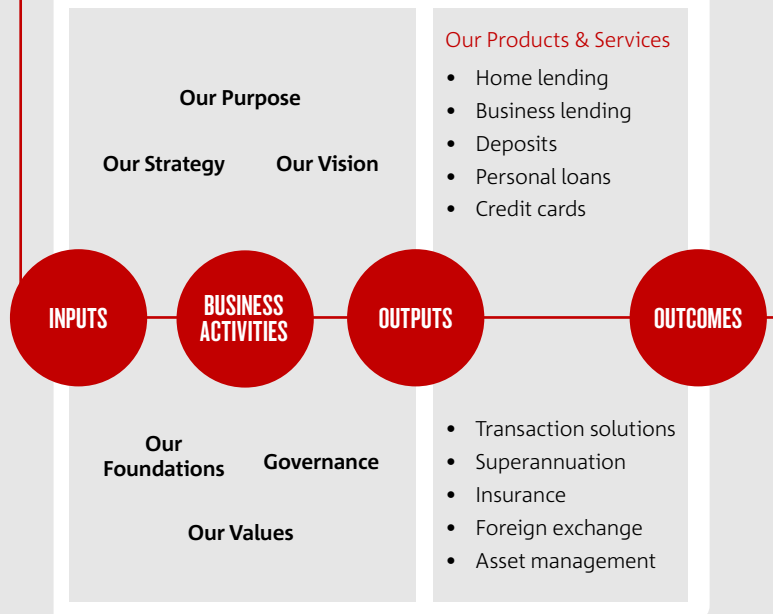 Our Purpose
Our Strategy
Our Vision
Our Products & Services
• Home lending
• Business lending
• Deposits
• Personal loans
• Credit cards
INPUTS
BUSINESS
ACTIVITIES
OUTPUTS
OUTCOMES
Our
Foundations
Governance
Our Values
• Transaction solutions
• Superannuation
• Insurance
• Foreign exchange
• Asset management